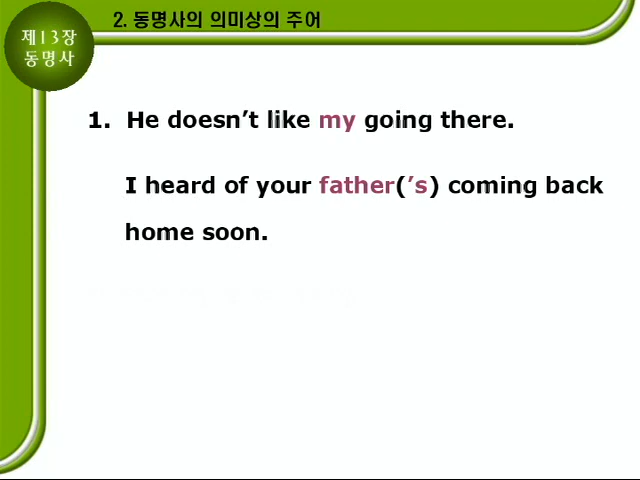 제13장
동명사
2. 동명사의 의미상의 주어
1. He doesn’t like my going there.
I heard of your father(’s) coming back
home soon.